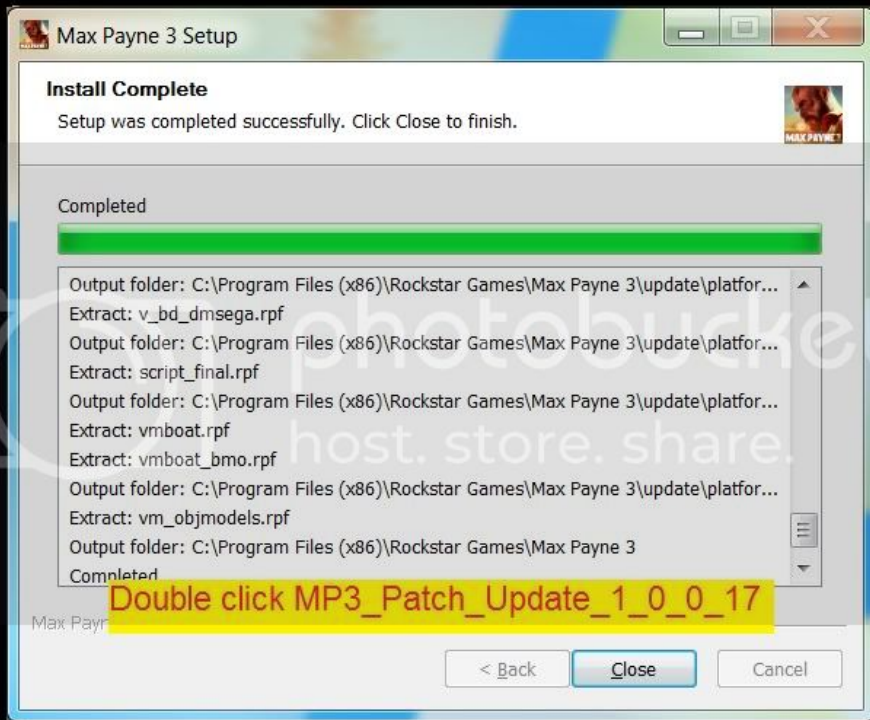 Max Payne 3 Setup
Install Complete
Setup was completed successfully. Click Close to finish.
MAX PAYNE 3
Completed
Output folder: C:\Program Files (x86)\Rockstar Games\Max Payne 3\update\platfor...
Extract: v_bd_dmsega.rpf
Output folder: C:\Program Files (x86)\Rockstar Games\Max Payne 3\update\platfor...
Extract: script_final.rpf
Output folder: C:\Program Files (x86)\Rockstar Games\Max Payne 3\update\platfor...
Extract: vmboat.rpf
Extract: vmboat_bmo.rpf
Output folder: C:\Program Files (x86)\Rockstar Games\Max Payne 3\update\platfor...
Extract: vm_objmodels.rpf
Output folder: C:\Program Files (x86)\Rockstar Games\Max Payne 3
Completed
photobucke
host. store. share.
Double click MP3_Patch_Update_1_0_0_17
Max Payr
< Back
Close
Cancel